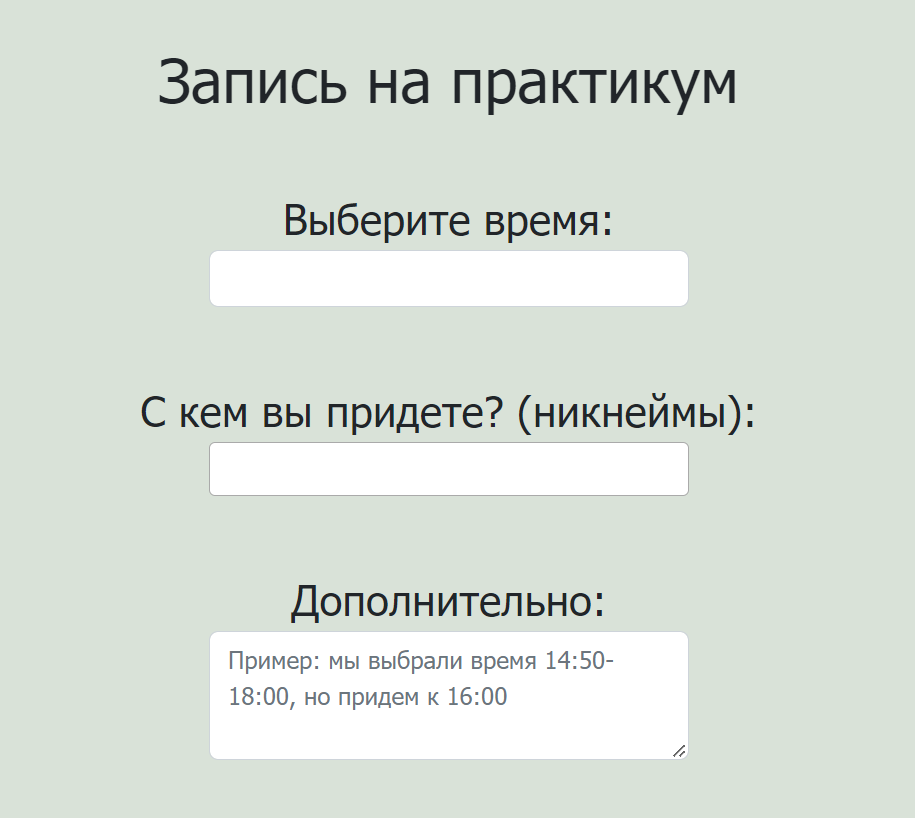 Запись на практикум
Выберите время:
С кем вы придете? (никнеймы):
Дополнительно:
Пример: мы выбрали время 14:50-
18:00, но придем к 16:00